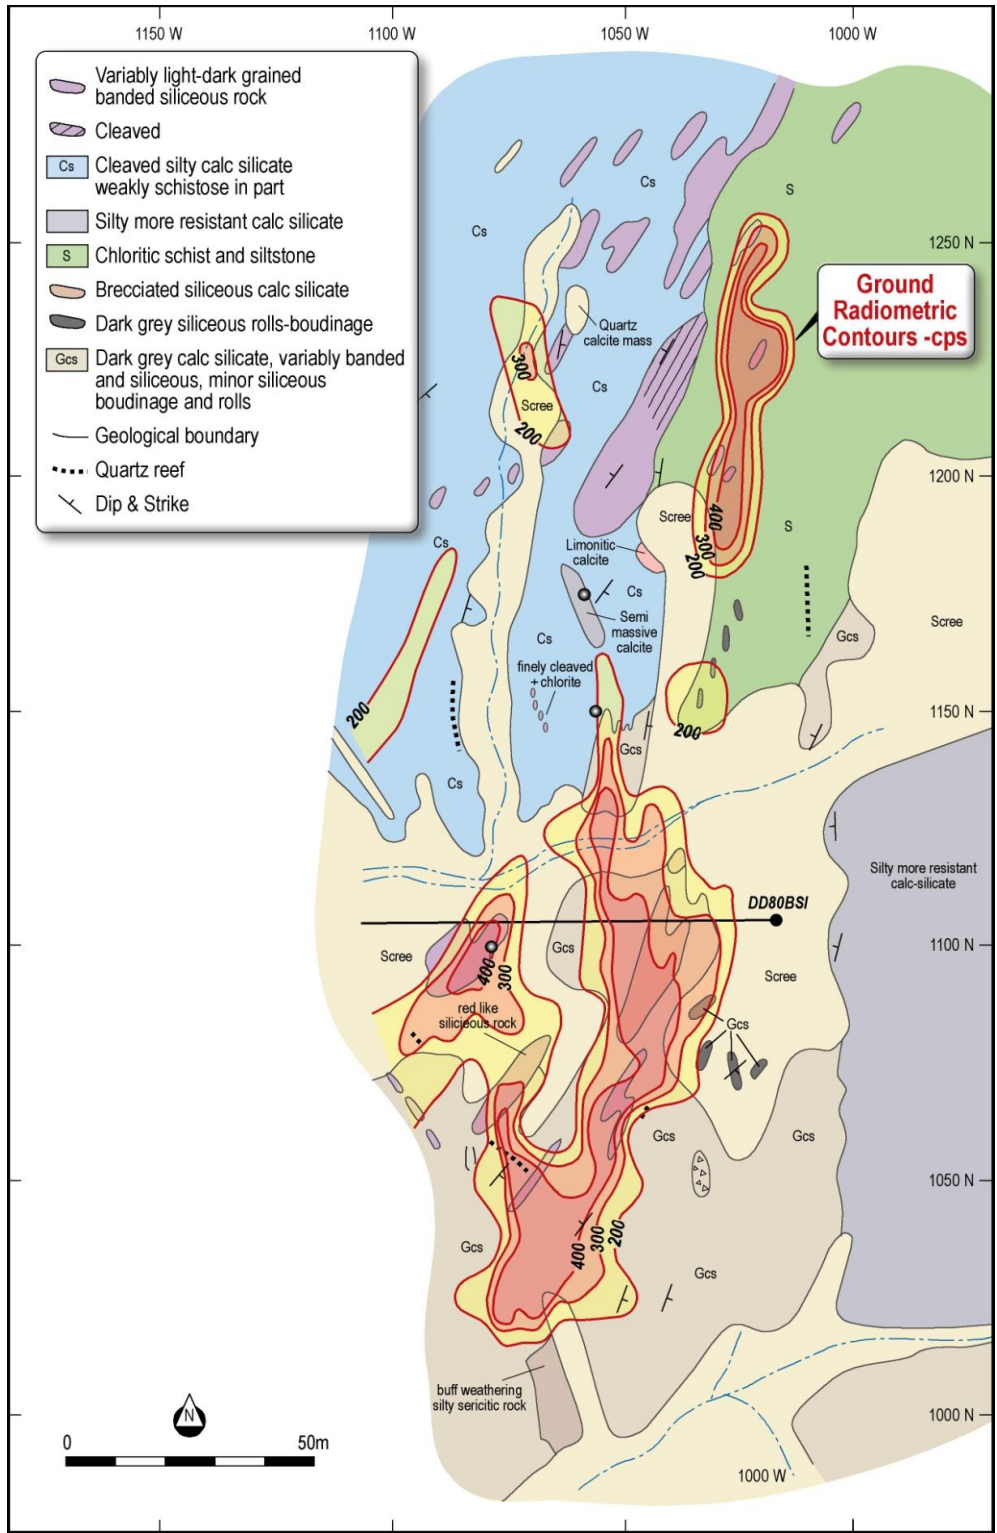 1150 W
1100 W
1050 W
1000 W
Variably light-dark grained
banded siliceous rock
Cleaved
Cs
Cleaved silty calc silicate
weakly schistose in part
Silty more resistant calc silicate
S
Chloritic schist and siltstone
Brecciated siliceous calc silicate
Dark grey siliceous rolls-boudinage
Gcs
Dark grey calc silicate, variably banded
and siliceous, minor siliceous
boudinage and rolls
Geological boundary
Quartz reef
Dip & Strike
Cs
S
Cs
1250 N
Ground
Radiometric
Contours -cps
Quartz
calcite mass
300
Cs
Scree
200
1200 N
Scree
400
S
Cs
Limonitic
calcite
300
200
Cs
Semi
massive
calcite
Scree
Gcs
Cs
finely cleaved
+ chlorite
200
1150 N
200
Gcs
Cs
Silty more resistant
calc-silicate
DD80BSI
Gcs
Scree
1100 N
400
300
Scree
red like
silicieous rock
Gcs
Gcs
Gcs
1050 N
400
300
200
Gcs
Gcs
buff weathering
silty sericitic rock
1000 N
N
0
50m
1000 W